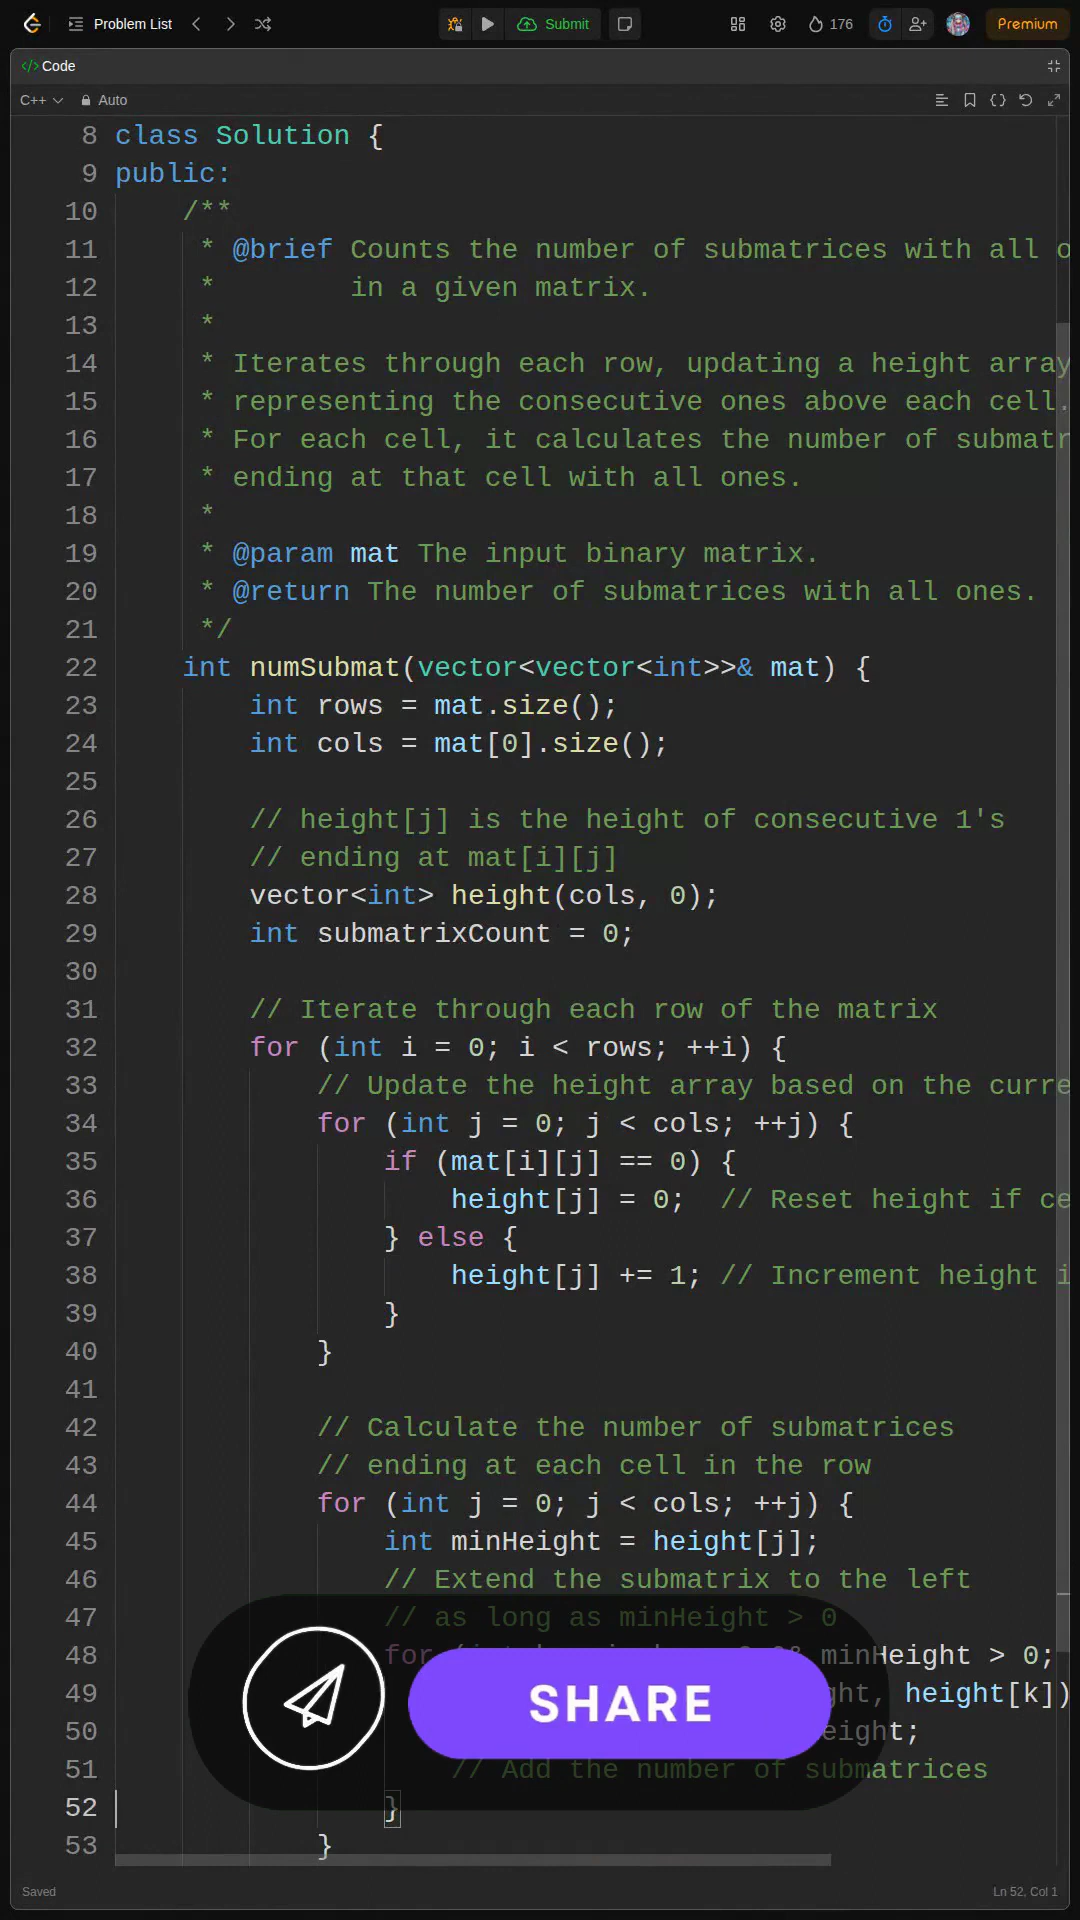 Problem List
Submit
176
Premium
</> Code
C++
Auto
8 class Solution {
9 public:
10 /**
11 * @brief Counts the number of submatrices with all o
12 * in a given matrix.
13 *
14 * Iterates through each row, updating a height array
15 * representing the consecutive ones above each cell.
16 * For each cell, it calculates the number of submatr
17 * ending at that cell with all ones.
18 *
19 * @param mat The input binary matrix.
20 * @return The number of submatrices with all ones.
21 */
22 int numSubmat(vector<vector<int>>& mat) {
23 int rows = mat.size();
24 int cols = mat[0].size();
25
26 // height[j] is the height of consecutive 1's
27 // ending at mat[i][j]
28 vector<int> height(cols, 0);
29 int submatrixCount = 0;
30
31 // Iterate through each row of the matrix
32 for (int i = 0; i < rows; ++i) {
33 // Update the height array based on the curre
34 for (int j = 0; j < cols; ++j) {
35 if (mat[i][j] == 0) {
36 height[j] = 0; // Reset height if ce
37 } else {
38 height[j] += 1; // Increment height i
39 }
40 }
41
42 // Calculate the number of submatrices
43 // ending at each cell in the row
44 for (int j = 0; j < cols; ++j) {
45 int minHeight = height[j];
46 // Extend the submatrix to the left
47 // as long as minHeight > 0
48 for minHeight > 0;
49 height[k])
50
51 // Add the number of submatrices
52 }
53 }
SHARE
Saved
Ln 52, Col 1